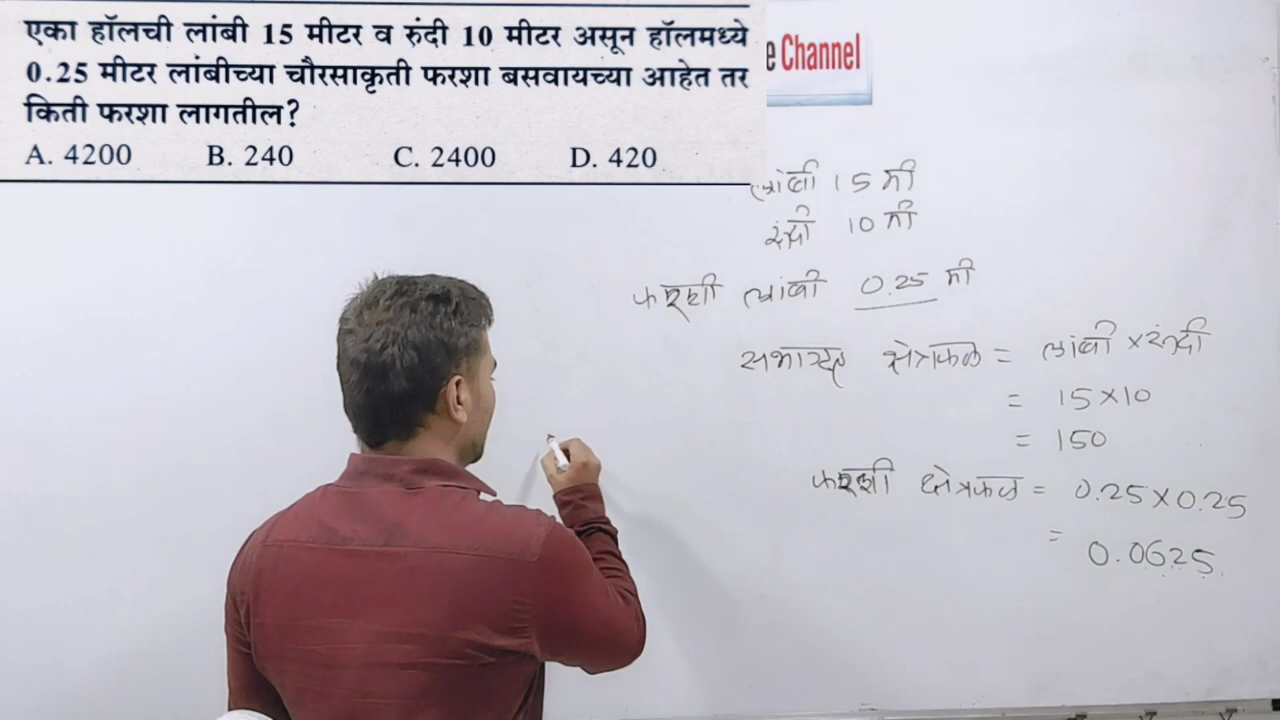 एका हॉलची लांबी 15 मीटर व रुंदी 10 मीटर असून हॉलमध्ये
0.25 मीटर लांबीच्या चौरसाकृती फरशा बसवायच्या आहेत तर
किती फरशा लागतील?
A. 4200 B. 240 C. 2400 D. 420
e Channel
लांबी 15 मी
रुंदी 10 मी
फरशी लांबी 0.25 मी
सभागृह क्षेत्रफळ = लांबी × रुंदी
= 15×10
= 150
फरशी क्षेत्रफळ = 0.25×0.25
= 0.0625